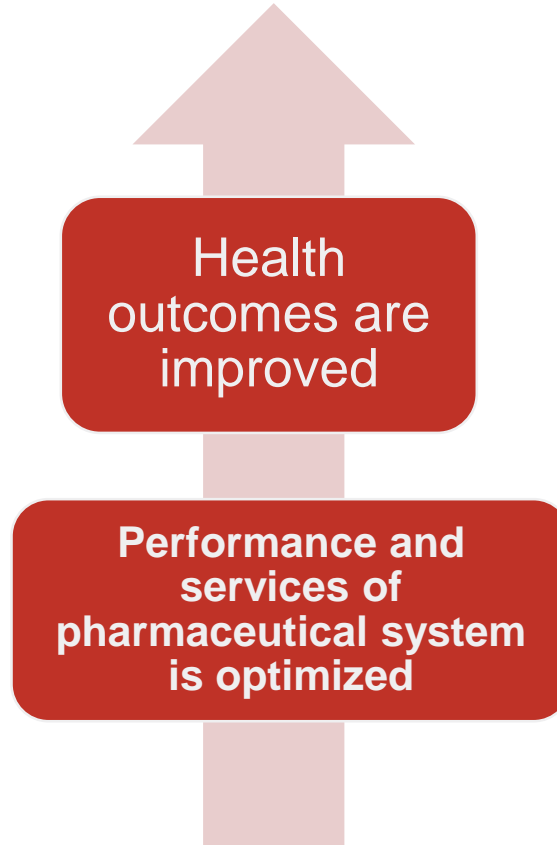 Health
outcomes are
improved
Performance and
services of
pharmaceutical system
is optimized